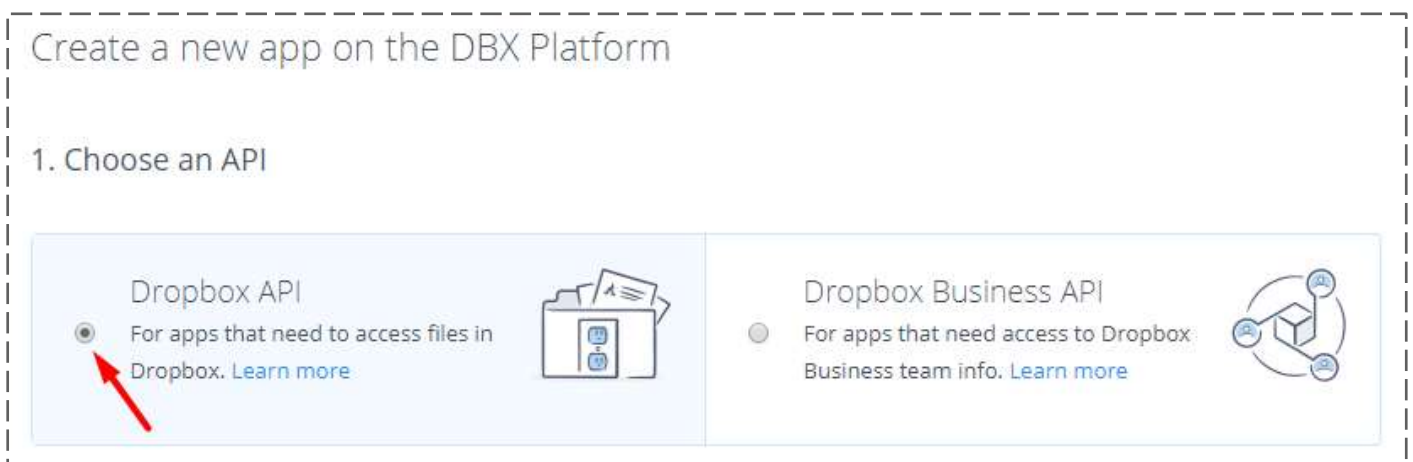 Create a new app on the DBX Platform
1. Choose an API
Dropbox API
For apps that need to access files in
Dropbox. Learn more
Dropbox Business API
For apps that need access to Dropbox
Business team info. Learn more